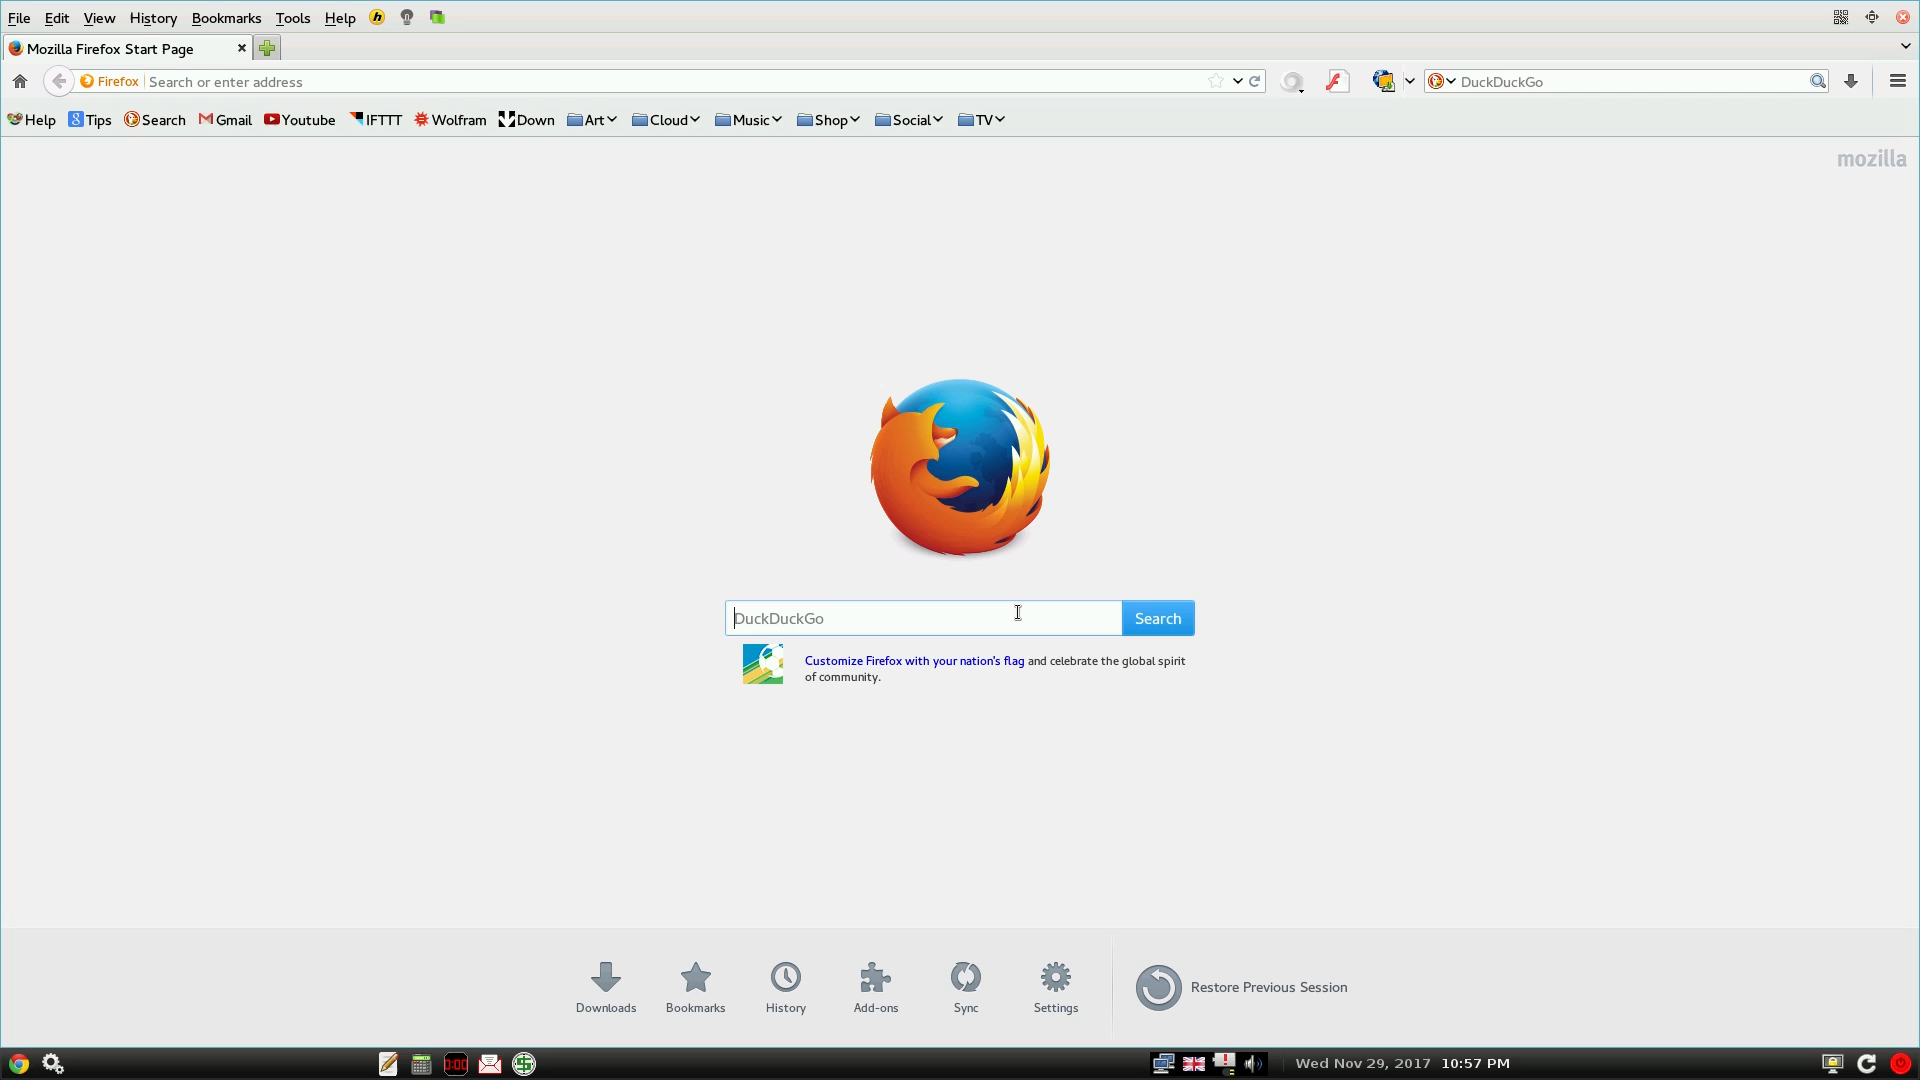 File Edit View History Bookmarks Tools Help
Mozilla Firefox Start Page
Firefox Search or enter address DuckDuckGo
Help Tips Search Gmail Youtube IFTTT Wolfram Down Art Cloud Music Shop Social TV
mozilla
DuckDuckGo Search
Customize Firefox with your nation's flag and celebrate the global spirit
of community.
Downloads Bookmarks History Add-ons Sync Settings Restore Previous Session
0:00 Wed Nov 29, 2017 10:57 PM